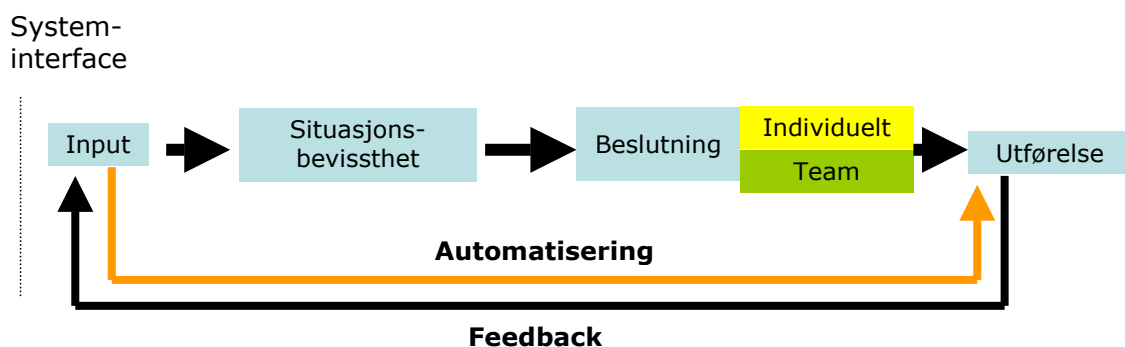 System-
interface
Input
Situasjons-
bevissthet
Beslutning
Individuelt
Team
Utførelse
Automatisering
Feedback